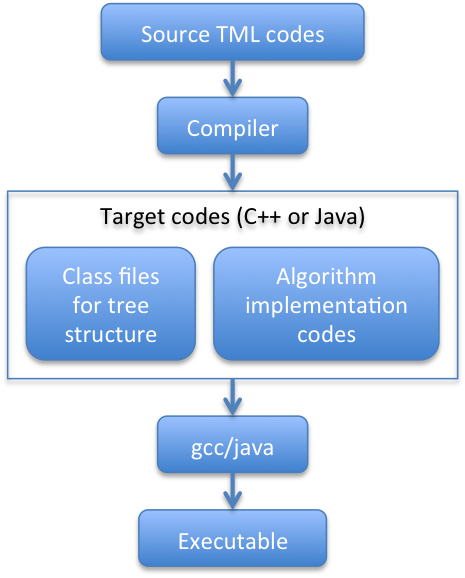 Source TML codes
Compiler
Target codes (C++ or Java)
Class files
for tree
structure
Algorithm
implementation
codes
gcc/java
Executable